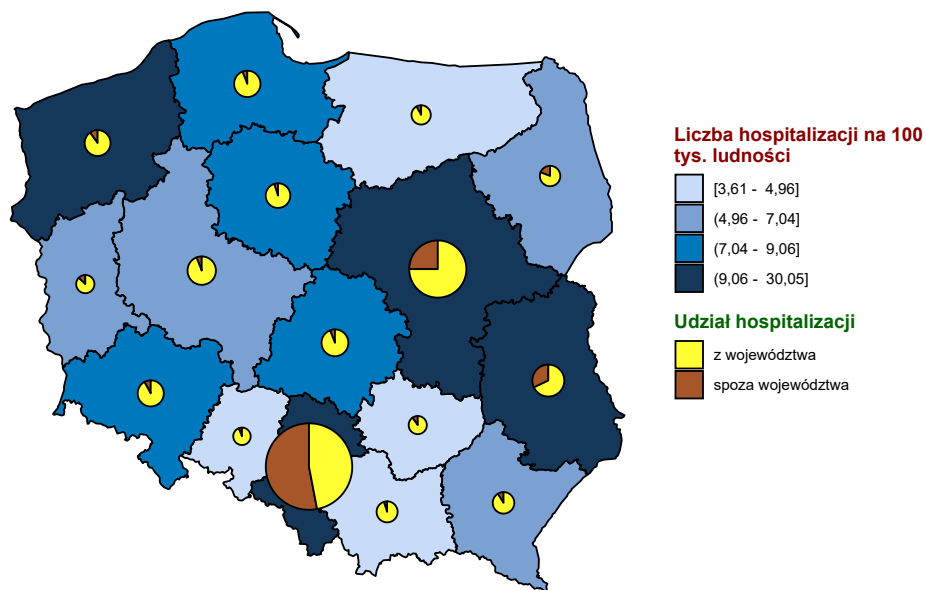 Liczba hospitalizacji na 100
tys. ludności
[3,61 - 4,96]
(4,96 - 7,04]
(7,04 - 9,06]
(9,06 - 30,05]
Udział hospitalizacji
z województwa
spoza województwa